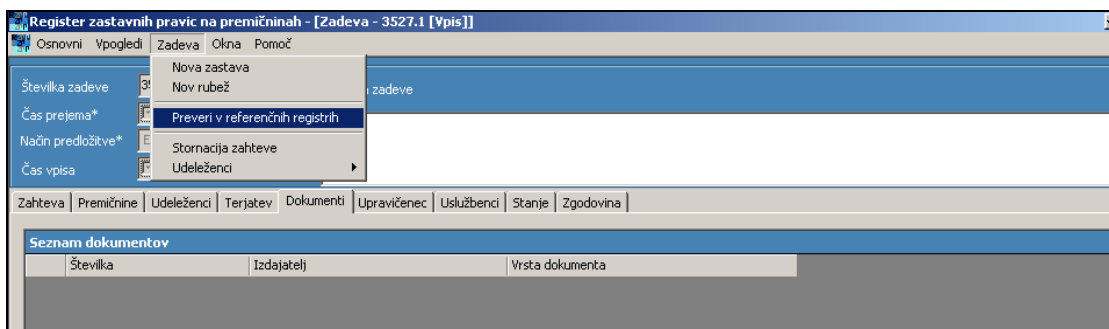 Register zastavnih pravic na premičninah - [Zadeva - 3527.1 [Vpis]]
Osnovni Vpogledi Zadeva Okna Pomoč
Nova zastava
Številka zadeve zadeve
Nov rubež
Čas prejema*
Preveri v referenčnih registrih
Način predložitve* E
Stornacija zahteve
Čas vpisa
Udeleženci
Zahteva Premičnine Udeleženci Terjatev Dokumenti Upravičenec Uslužbenci Stanje Zgodovina
Seznam dokumentov
Številka Izdajatelj Vrsta dokumenta